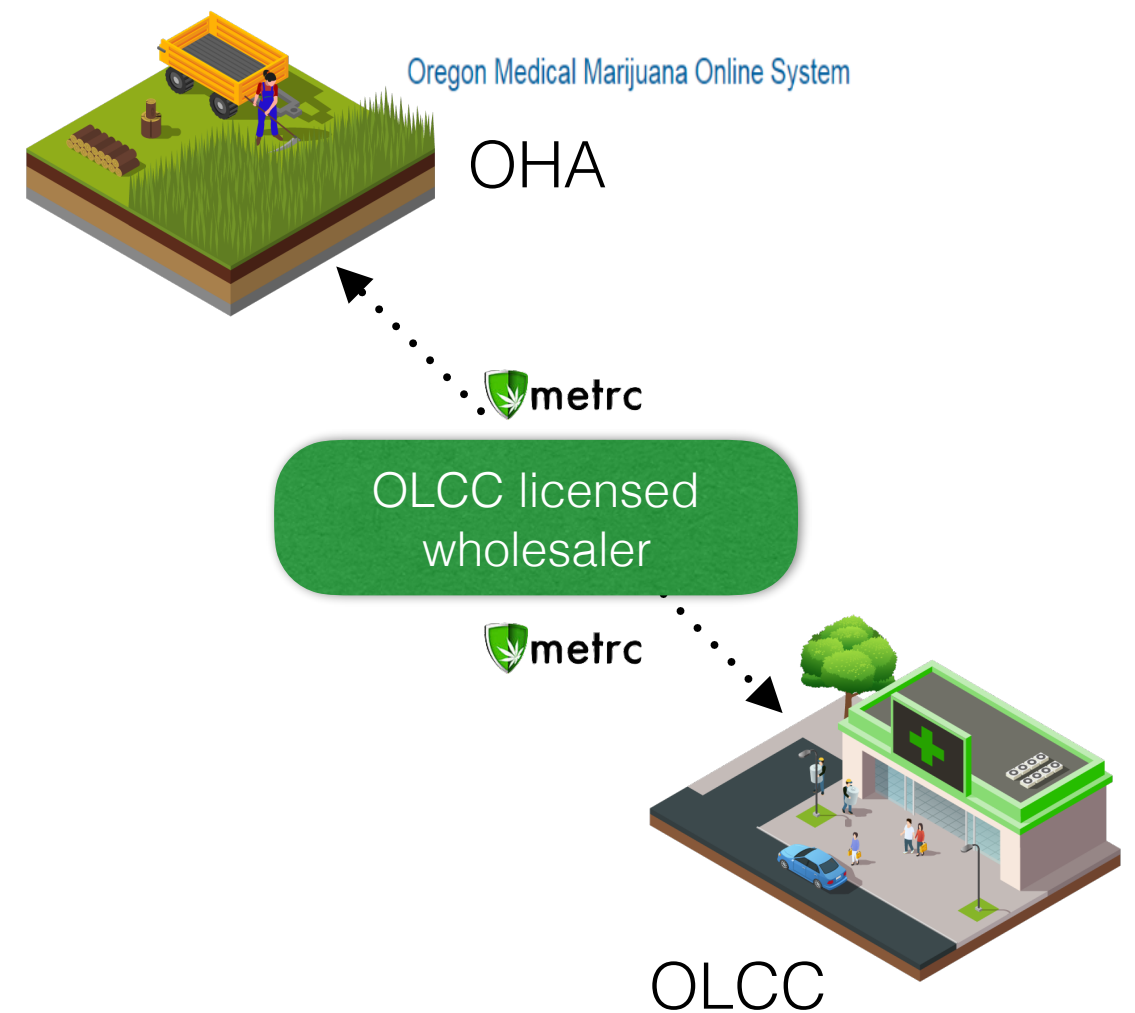 Oregon Medical Marijuana Online System
OHA
metrc
OLCC licensed
wholesaler
metrc
OLCC